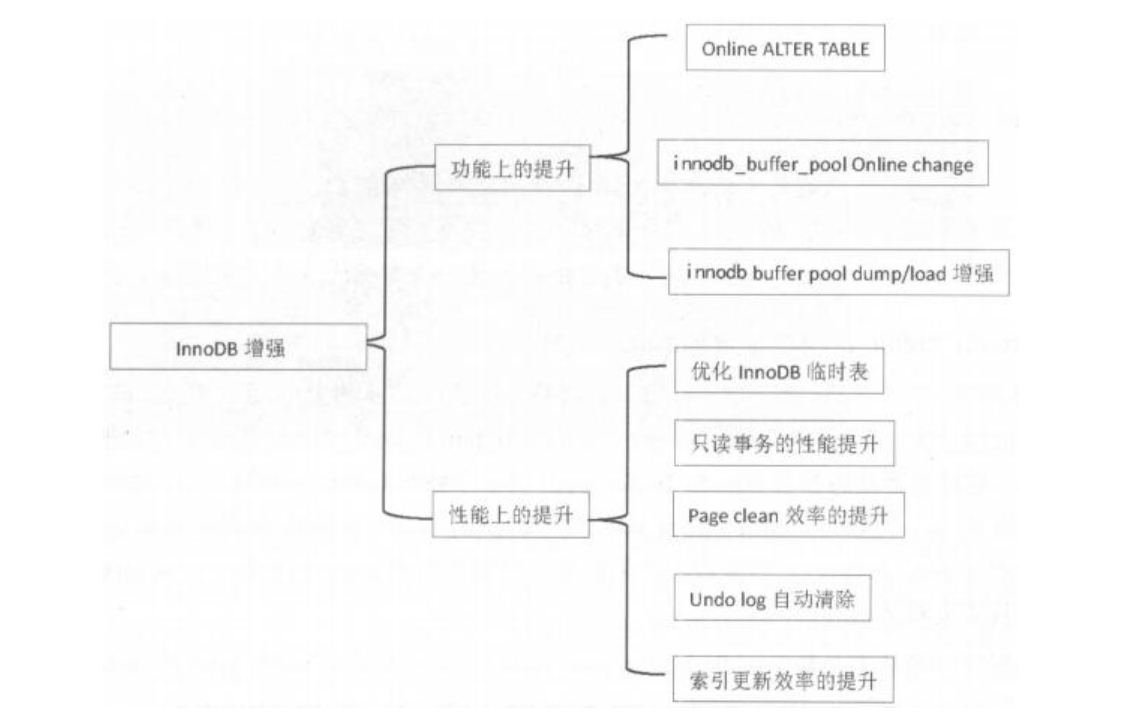 InnoDB 增强
功能上的提升
Online ALTER TABLE
innodb_buffer_pool Online change
innodb buffer pool dump/load 增强
性能上的提升
优化 InnoDB 临时表
只读事务的性能提升
Page clean 效率的提升
Undo log 自动清除
索引更新效率的提升